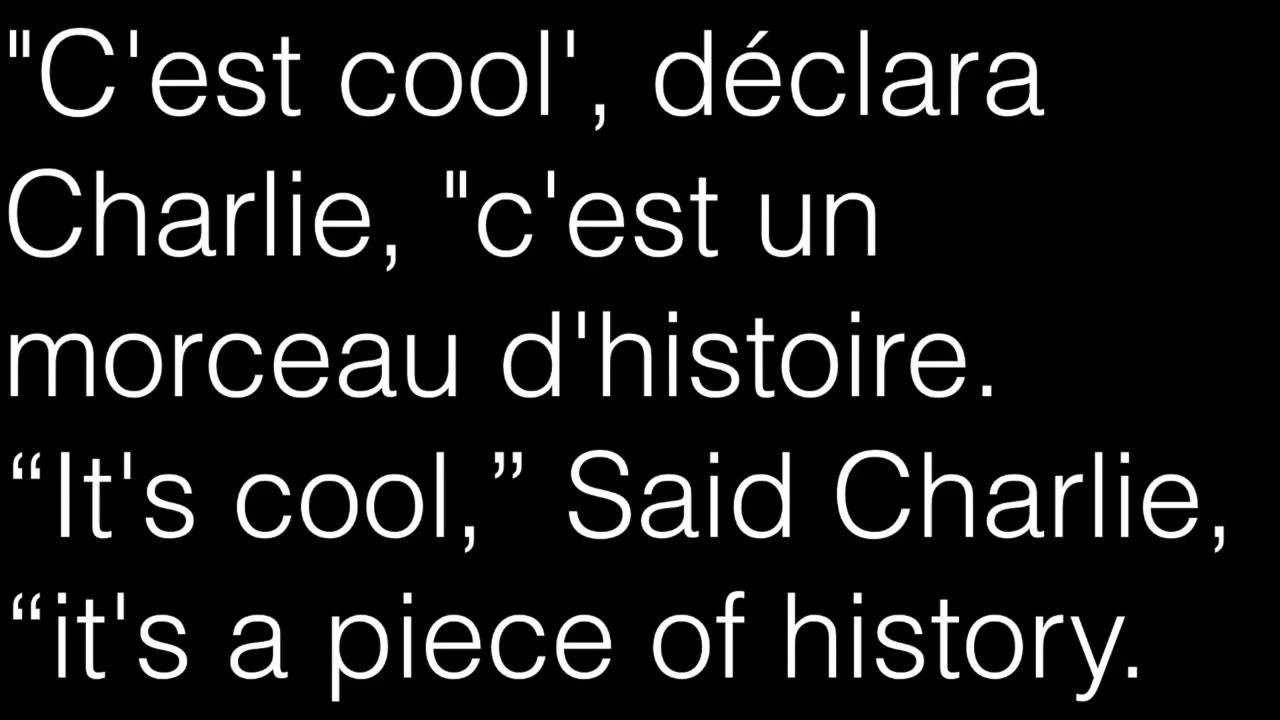 "C'est cool', déclara
Charlie, "c'est un
morceau d'histoire.
“It's cool,” Said Charlie,
“it's a piece of history.